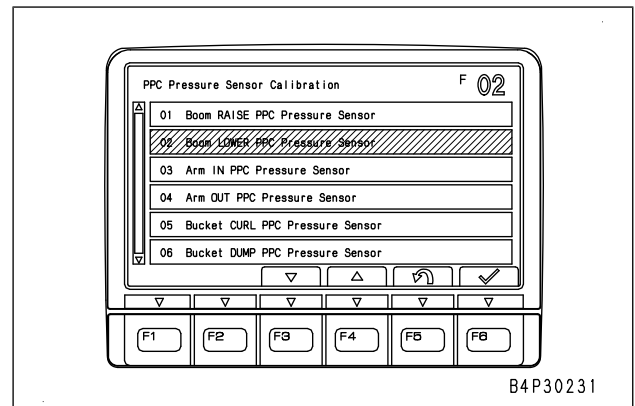 PPC Pressure Sensor Calibration F 02
01 Boom RAISE PPC Pressure Sensor
02 Boom LOWER PPC Pressure Sensor
03 Arm IN PPC Pressure Sensor
04 Arm OUT PPC Pressure Sensor
05 Bucket CURL PPC Pressure Sensor
06 Bucket DUMP PPC Pressure Sensor
F1 F2 F3 F4 F5 F6
B4P30231